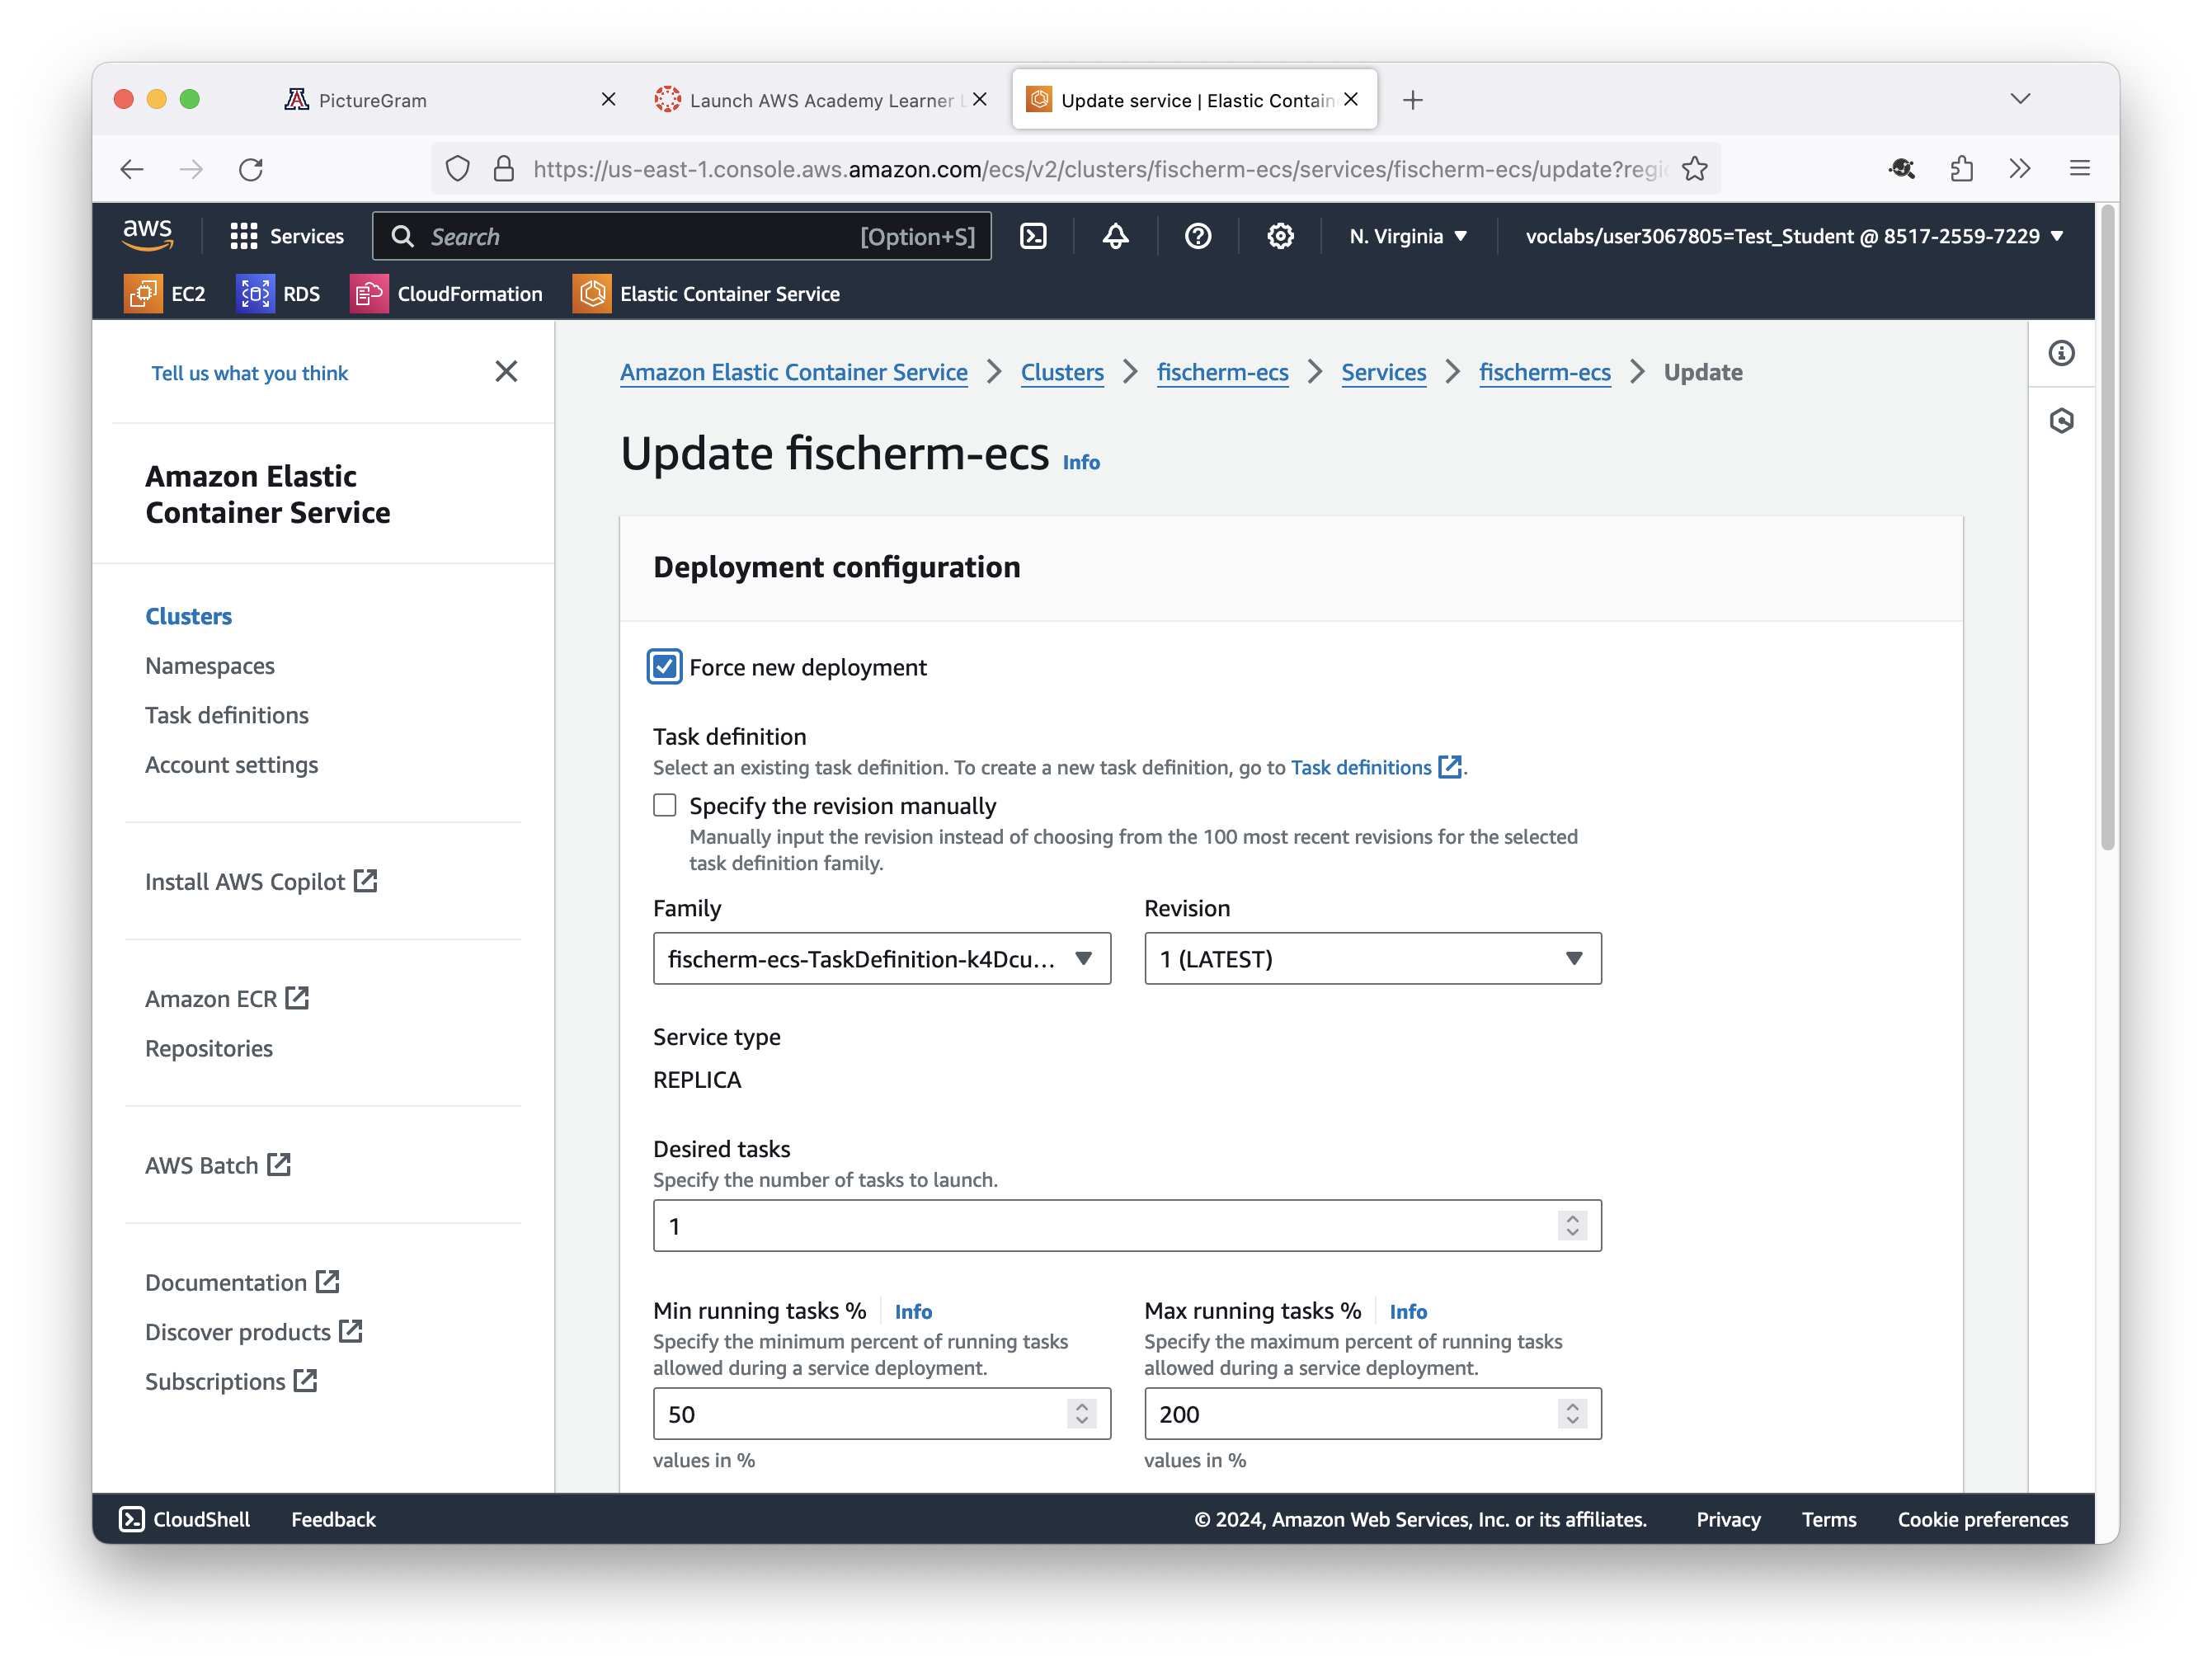 PictureGram
Launch AWS Academy Learner
Update service | Elastic Contain
https://us-east-1.console.aws.amazon.com/ecs/v2/clusters/fischerm-ecs/services/fischerm-ecs/update?regi
aws
Services
Search
[Option+S]
N. Virginia
voclabs/user3067805=Test_Student @ 8517-2559-7229
EC2
RDS
CloudFormation
Elastic Container Service
Tell us what you think
Amazon Elastic
Container Service
Clusters
Namespaces
Task definitions
Account settings
Install AWS Copilot
Amazon ECR
Repositories
AWS Batch
Documentation
Discover products
Subscriptions
Amazon Elastic Container Service > Clusters > fischerm-ecs > Services > fischerm-ecs > Update
Update fischerm-ecs Info
Deployment configuration
Force new deployment
Task definition
Select an existing task definition. To create a new task definition, go to Task definitions.
Specify the revision manually
Manually input the revision instead of choosing from the 100 most recent revisions for the selected
task definition family.
Family
fischerm-ecs-TaskDefinition-k4Dcu...
Revision
1 (LATEST)
Service type
REPLICA
Desired tasks
Specify the number of tasks to launch.
1
Min running tasks % Info
Specify the minimum percent of running tasks
allowed during a service deployment.
50
values in %
Max running tasks % Info
Specify the maximum percent of running tasks
allowed during a service deployment.
200
values in %
CloudShell
Feedback
© 2024, Amazon Web Services, Inc. or its affiliates.
Privacy
Terms
Cookie preferences